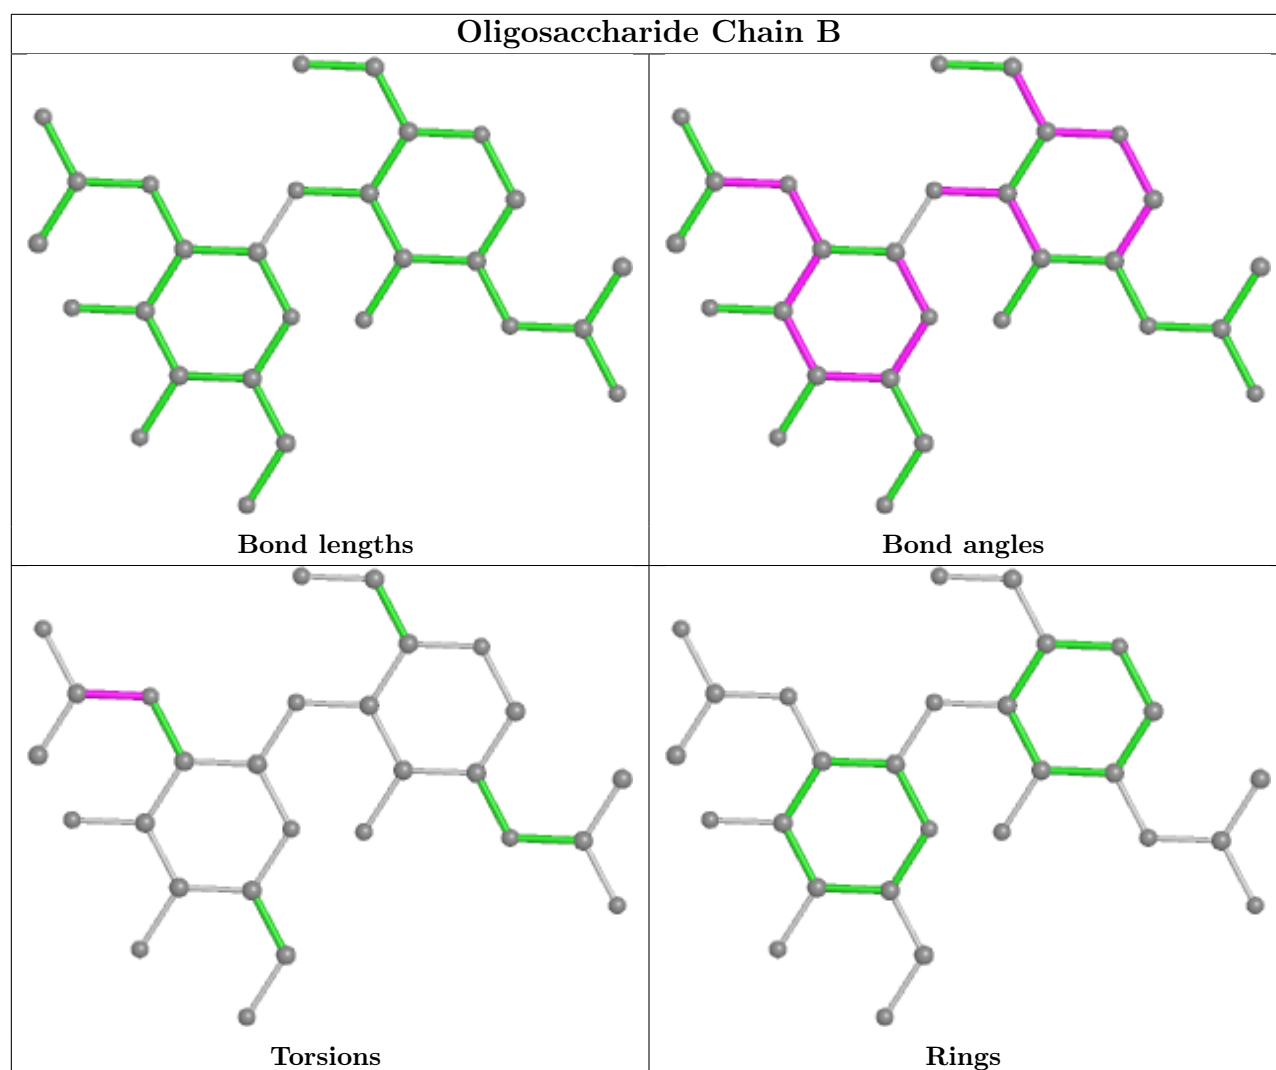 Oligosaccharide Chain B
Bond lengths
Bond angles
Torsions
Rings